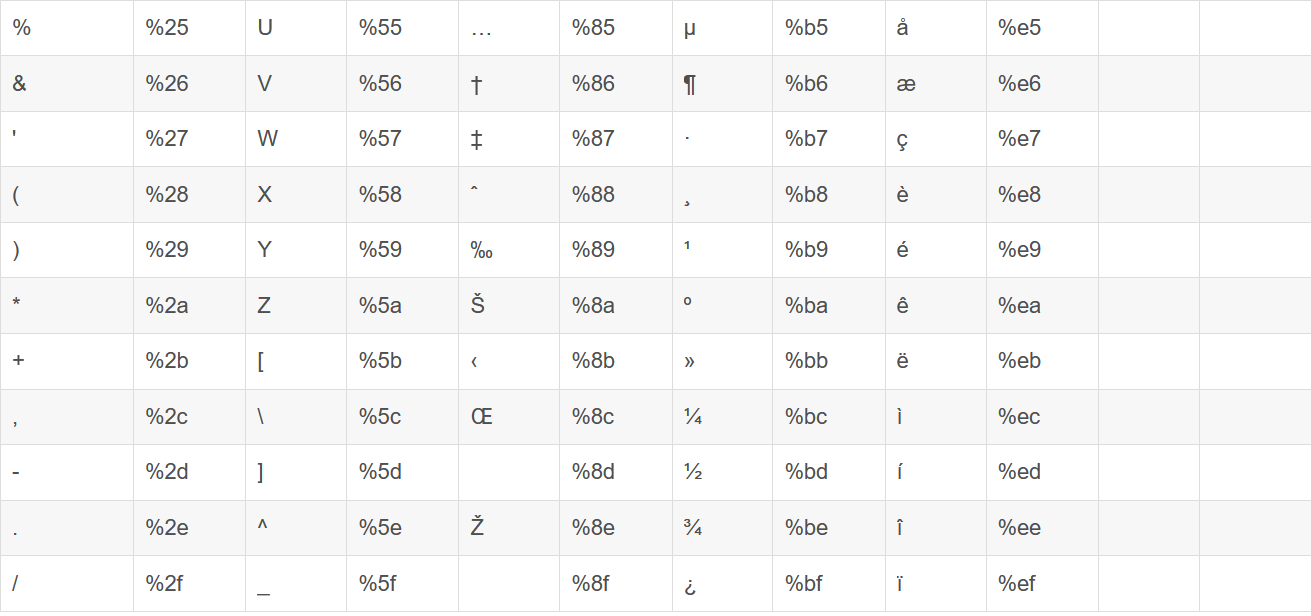 % %25 U %55 … %85 µ %b5 å %e5
& %26 V %56 † %86 ¶ %b6 æ %e6
' %27 W %57 ‡ %87 · %b7 ç %e7
( %28 X %58 ˆ %88 ¸ %b8 è %e8
) %29 Y %59 ‰ %89 ¹ %b9 é %e9
* %2a Z %5a Š %8a º %ba ê %ea
+ %2b [ %5b ‹ %8b » %bb ë %eb
, %2c \ %5c Œ %8c ¼ %bc ì %ec
- %2d ] %5d %8d ½ %bd í %ed
. %2e ^ %5e Ž %8e ¾ %be î %ee
/ %2f _ %5f %8f ¿ %bf ï %ef